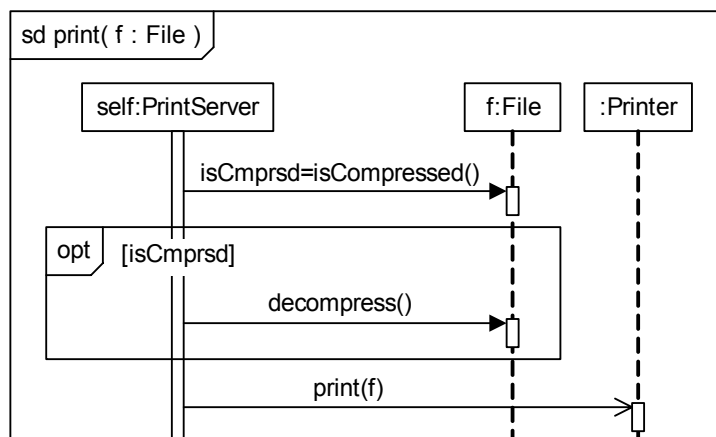 sd print( f : File )
self:PrintServer
f:File
:Printer
isCmprsd=isCompressed()
opt
[isCmprsd]
decompress()
print(f)